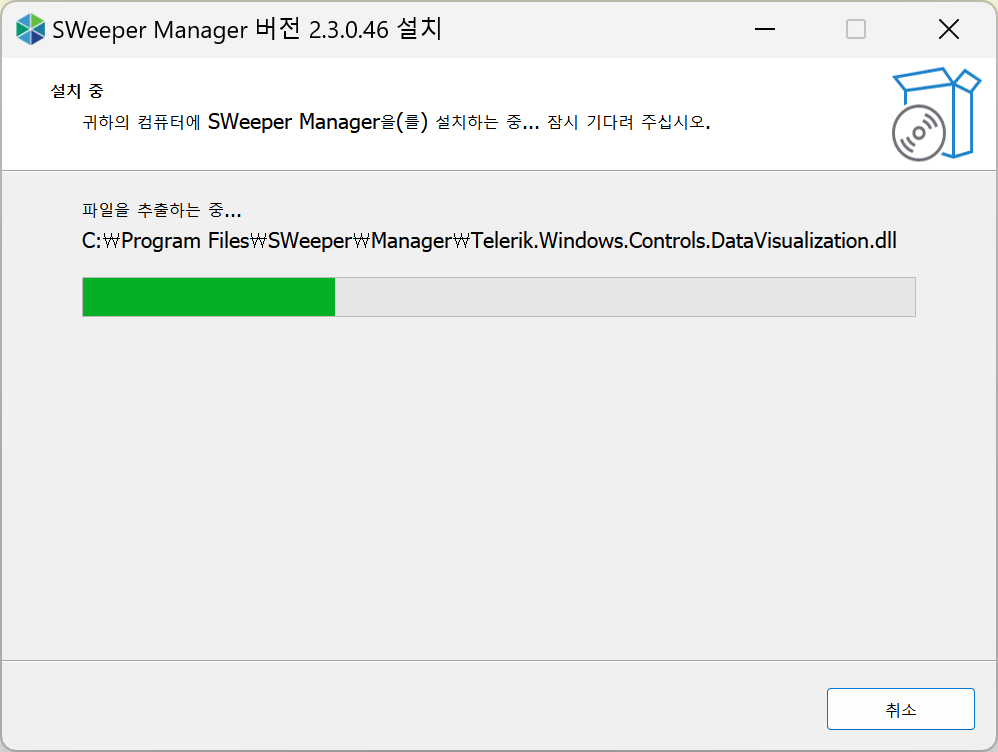 SWeeper Manager 버전 2.3.0.46 설치
설치 중
귀하의 컴퓨터에 SWeeper Manager을(를) 설치하는 중... 잠시 기다려 주십시오.
파일을 추출하는 중...
C:₩Program Files₩SWeeper₩Manager₩Telerik.Windows.Controls.DataVisualization.dll
취소